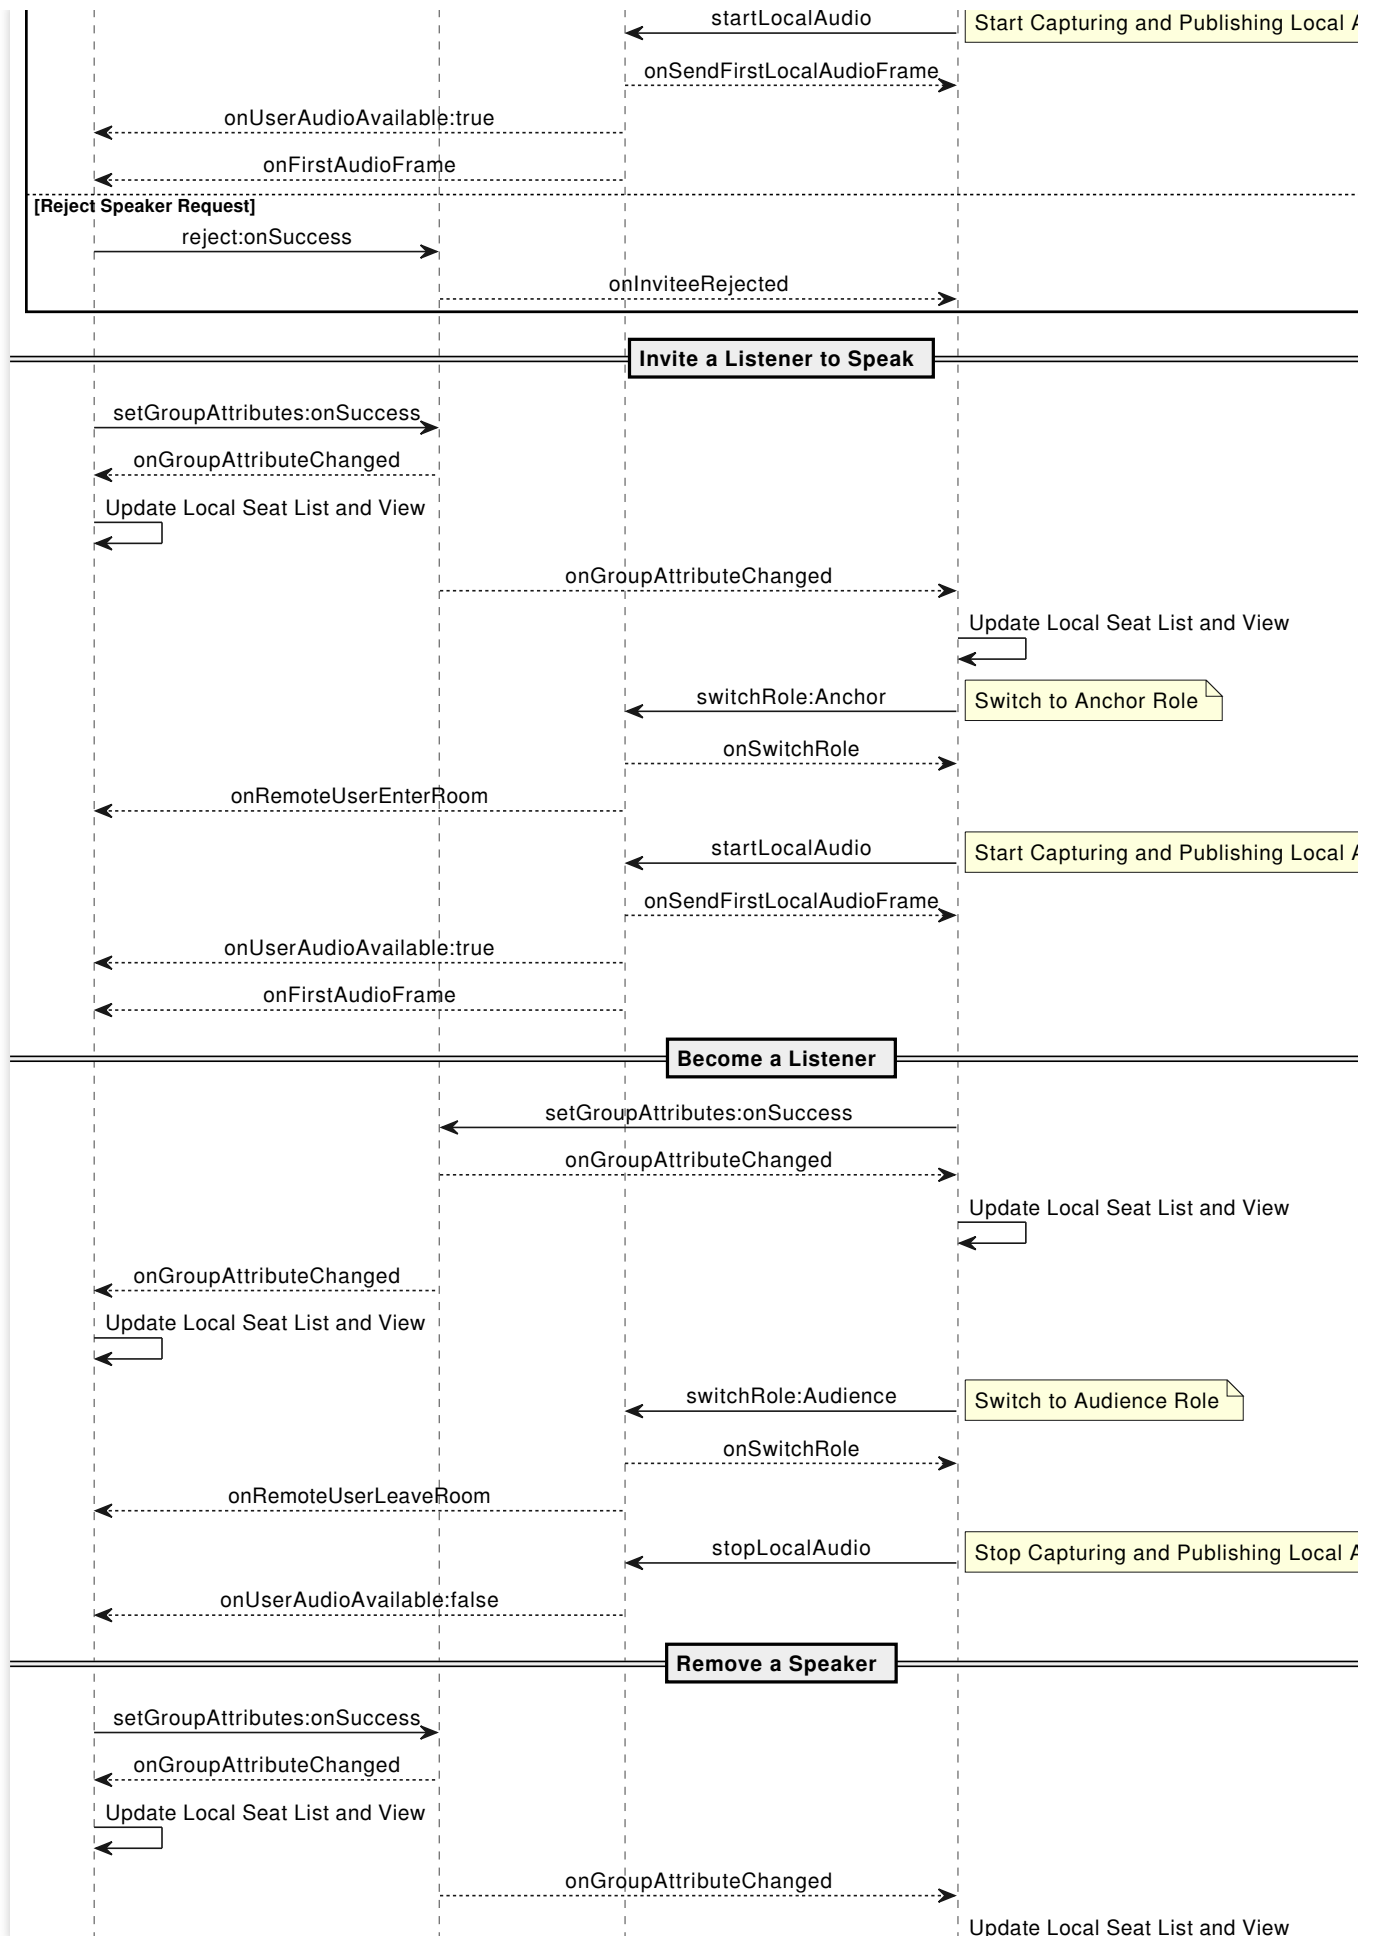 startLocalAudio
Start Capturing and Publishing Local
onSendFirstLocalAudioFrame
onUserAudioAvailable:true
onFirstAudioFrame
[Reject Speaker Request]
reject:onSuccess
onInviteeRejected
Invite a Listener to Speak
setGroupAttributes:onSuccess
onGroupAttributeChanged
Update Local Seat List and View
onGroupAttributeChanged
Update Local Seat List and View
switchRole:Anchor
Switch to Anchor Role
onSwitchRole
onRemoteUserEnterRoom
startLocalAudio
Start Capturing and Publishing Local
onSendFirstLocalAudioFrame
onUserAudioAvailable:true
onFirstAudioFrame
Become a Listener
setGroupAttributes:onSuccess
onGroupAttributeChanged
Update Local Seat List and View
onGroupAttributeChanged
Update Local Seat List and View
switchRole:Audience
Switch to Audience Role
onSwitchRole
onRemoteUserLeaveRoom
stopLocalAudio
Stop Capturing and Publishing Local
onUserAudioAvailable:false
Remove a Speaker
setGroupAttributes:onSuccess
onGroupAttributeChanged
Update Local Seat List and View
onGroupAttributeChanged
Update Local Seat List and View